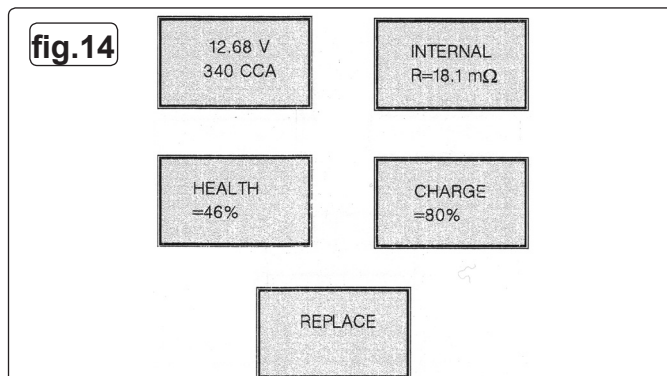 fig.14
12.68 V
340 CCA
INTERNAL
R=18.1 mΩ
HEALTH
=46%
CHARGE
=80%
REPLACE